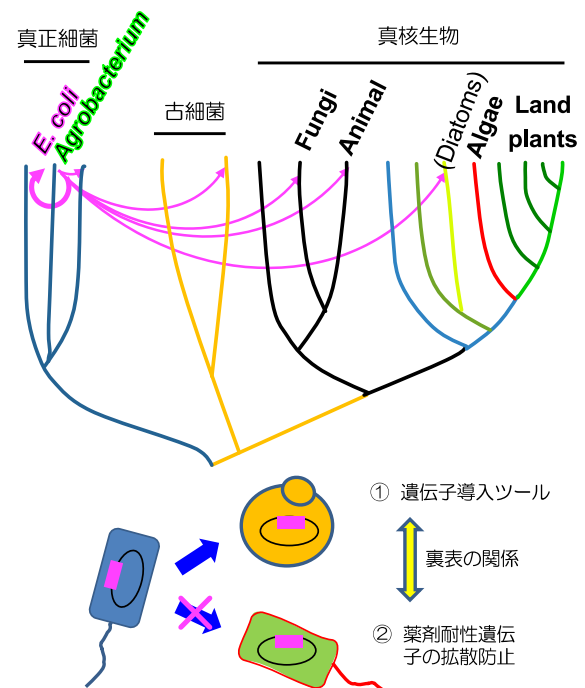 真正細菌
真核生物
E. coli
Agrobacterium
古細菌
Fungi
Animal
(Diatoms)
Algae
Land
plants
① 遺伝子導入ツール
裏表の関係
② 薬剤耐性遺伝
子の拡散防止